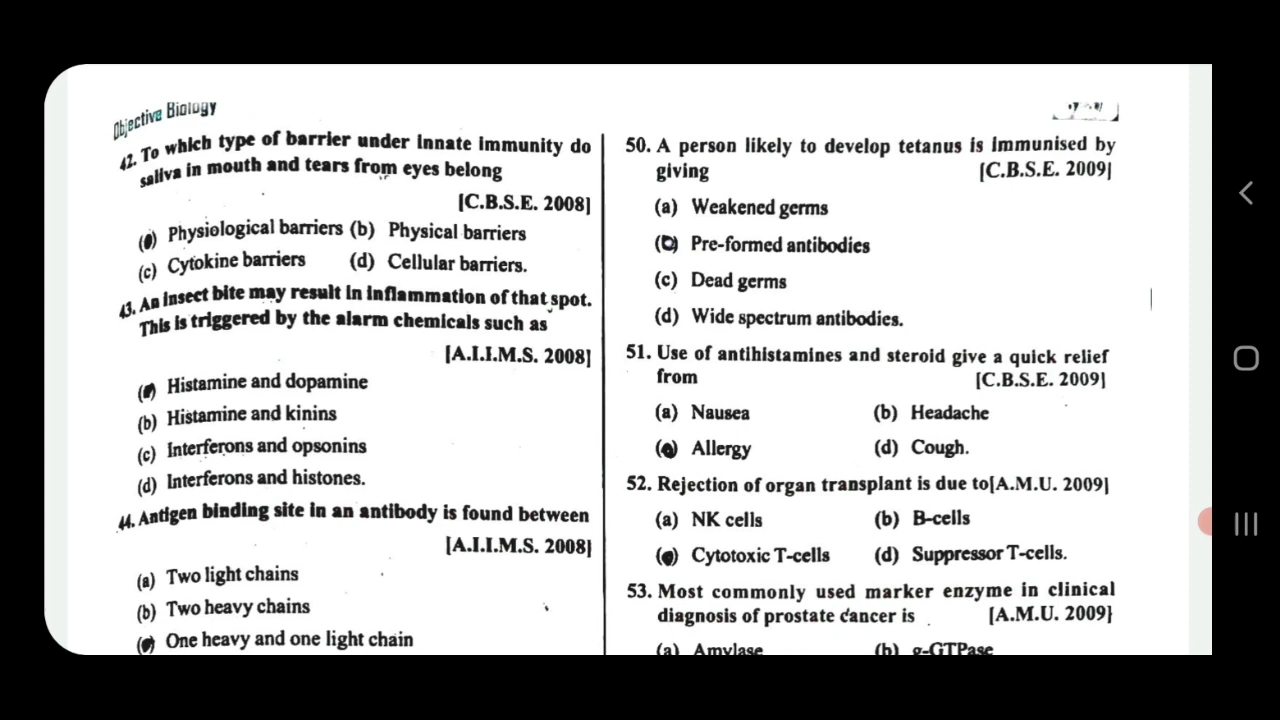 Objective Biology
42. To which type of barrier under innate immunity do
saliva in mouth and tears from eyes belong
[C.B.S.E. 2008]
(a) Physiological barriers (b) Physical barriers
(c) Cytokine barriers (d) Cellular barriers.
43. An insect bite may result in inflammation of that spot.
This is triggered by the alarm chemicals such as
[A.I.I.M.S. 2008]
(a) Histamine and dopamine
(b) Histamine and kinins
(c) Interferons and opsonins
(d) Interferons and histones.
44. Antigen binding site in an antibody is found between
[A.I.I.M.S. 2008]
(a) Two light chains
(b) Two heavy chains
(c) One heavy and one light chain
50. A person likely to develop tetanus is immunised by
giving [C.B.S.E. 2009]
(a) Weakened germs
(b) Pre-formed antibodies
(c) Dead germs
(d) Wide spectrum antibodies.
51. Use of antihistamines and steroid give a quick relief
from [C.B.S.E. 2009]
(a) Nausea (b) Headache
(c) Allergy (d) Cough.
52. Rejection of organ transplant is due to[A.M.U. 2009]
(a) NK cells (b) B-cells
(c) Cytotoxic T-cells (d) Suppressor T-cells.
53. Most commonly used marker enzyme in clinical
diagnosis of prostate cancer is [A.M.U. 2009]
(a) Amylase (b) g-GTPase